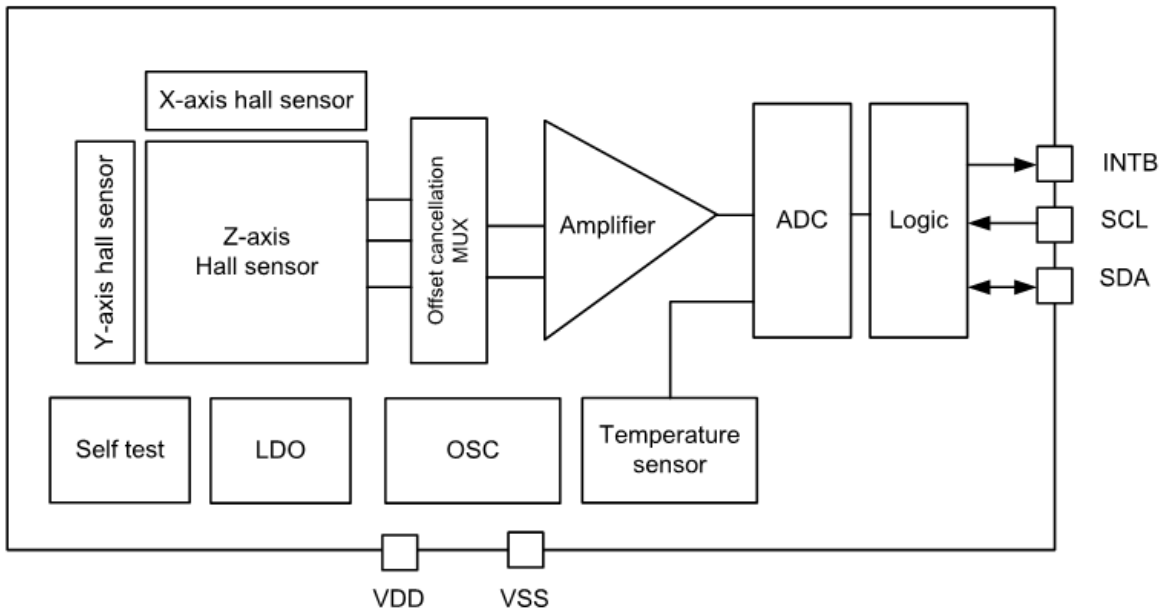 X-axis hall sensor
Y-axis hall sensor
Z-axis
Hall sensor
Offset cancellation
MUX
Amplifier
ADC
Logic
INTB
SCL
SDA
Self test
LDO
OSC
Temperature
sensor
VDD
VSS